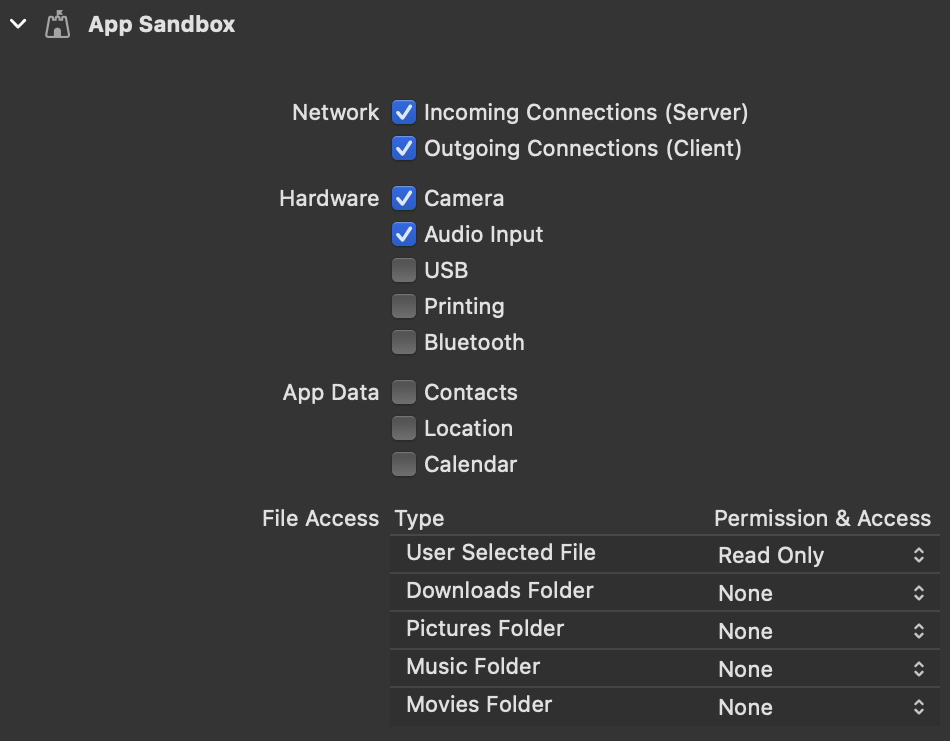 App Sandbox
Network Incoming Connections (Server)
Outgoing Connections (Client)
Hardware Camera
Audio Input
USB
Printing
Bluetooth
App Data Contacts
Location
Calendar
File Access Type Permission & Access
User Selected File Read Only
Downloads Folder None
Pictures Folder None
Music Folder None
Movies Folder None